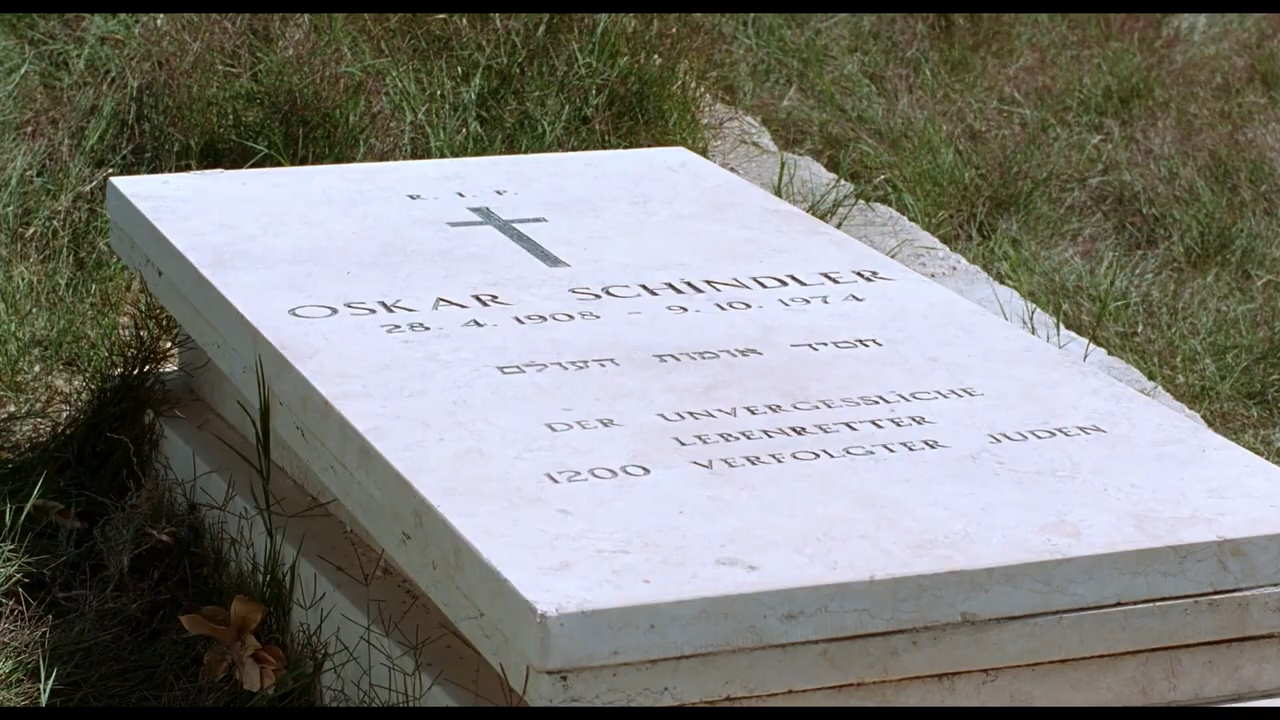 R. I. P.
OSKAR SCHINDLER
28. 4. 1908 - 9. 10. 1974
חסיד אומות העולם
DER UNVERGESSLICHE
LEBENRETTER
1200 VERFOLGTER JUDEN